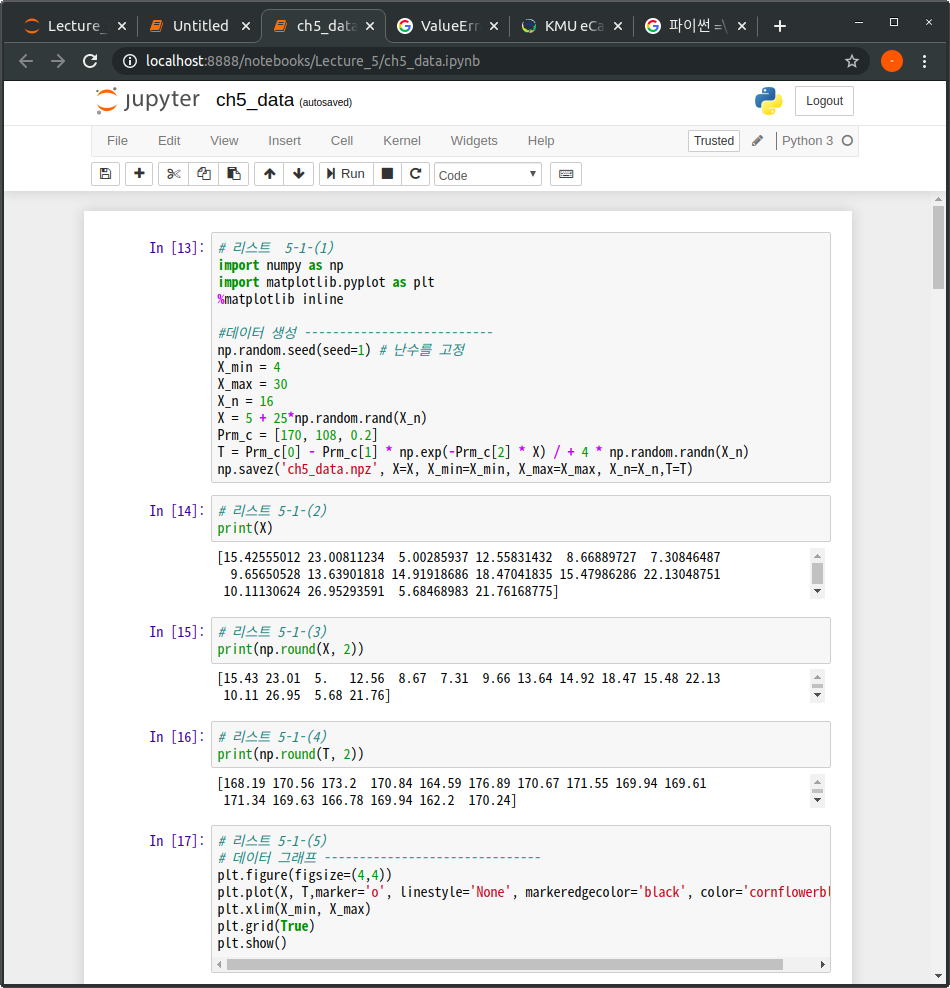 Lecture_
Untitled
ch5_data
ValueErr
KMU eCa
파이썬 =\
localhost:8888/notebooks/Lecture_5/ch5_data.ipynb
jupyter ch5_data (autosaved)
Logout
File Edit View Insert Cell Kernel Widgets Help
Trusted
Python 3
Run
Code
In [13]:
# 리스트  5-1-(1)
import numpy as np
import matplotlib.pyplot as plt
%matplotlib inline
#데이터 생성 ---------------------------
np.random.seed(seed=1) # 난수를 고정
X_min = 4
X_max = 30
X_n = 16
X = 5 + 25*np.random.rand(X_n)
Prm_c = [170, 108, 0.2]
T = Prm_c[0] - Prm_c[1] * np.exp(-Prm_c[2] * X) / + 4 * np.random.randn(X_n)
np.savez('ch5_data.npz', X=X, X_min=X_min, X_max=X_max, X_n=X_n,T=T)
In [14]:
# 리스트 5-1-(2)
print(X)
[15.42555012 23.00811234  5.00285937 12.55831432  8.66889727  7.30846487
9.65650528 13.63901818 14.91918686 18.47041835 15.47986286 22.13048751
10.11130624 26.95293591  5.68468983 21.76168775]
In [15]:
# 리스트 5-1-(3)
print(np.round(X, 2))
[15.43 23.01  5.   12.56  8.67  7.31  9.66 13.64 14.92 18.47 15.48 22.13
10.11 26.95  5.68 21.76]
In [16]:
# 리스트 5-1-(4)
print(np.round(T, 2))
[168.19 170.56 173.2  170.84 164.59 176.89 170.67 171.55 169.94 169.61
171.34 169.63 166.78 169.94 162.2  170.24]
In [17]:
# 리스트 5-1-(5)
# 데이터 그래프 -------------------------------
plt.figure(figsize=(4,4))
plt.plot(X, T,marker='o', linestyle='None', markeredgecolor='black', color='cornflowerbl
plt.xlim(X_min, X_max)
plt.grid(True)
plt.show()